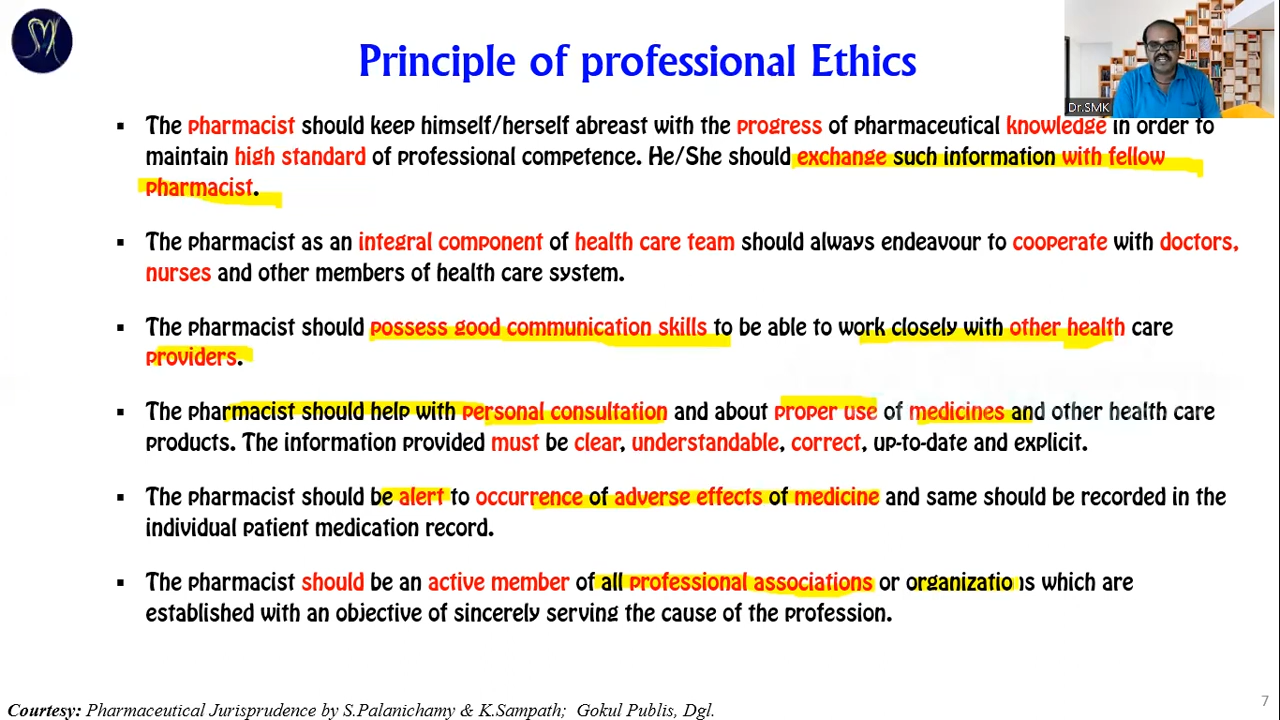 SM
Principle of professional Ethics
Dr.SMK
▪ The pharmacist should keep himself/herself abreast with the progress of pharmaceutical knowledge in order to
maintain high standard of professional competence. He/She should exchange such information with fellow
pharmacist.
▪ The pharmacist as an integral component of health care team should always endeavour to cooperate with doctors,
nurses and other members of health care system.
▪ The pharmacist should possess good communication skills to be able to work closely with other health care
providers.
▪ The pharmacist should help with personal consultation and about proper use of medicines and other health care
products. The information provided must be clear, understandable, correct, up-to-date and explicit.
▪ The pharmacist should be alert to occurrence of adverse effects of medicine and same should be recorded in the
individual patient medication record.
▪ The pharmacist should be an active member of all professional associations or organizations which are
established with an objective of sincerely serving the cause of the profession.
Courtesy: Pharmaceutical Jurisprudence by S.Palanichamy & K.Sampath; Gokul Publis, Dgl.
7